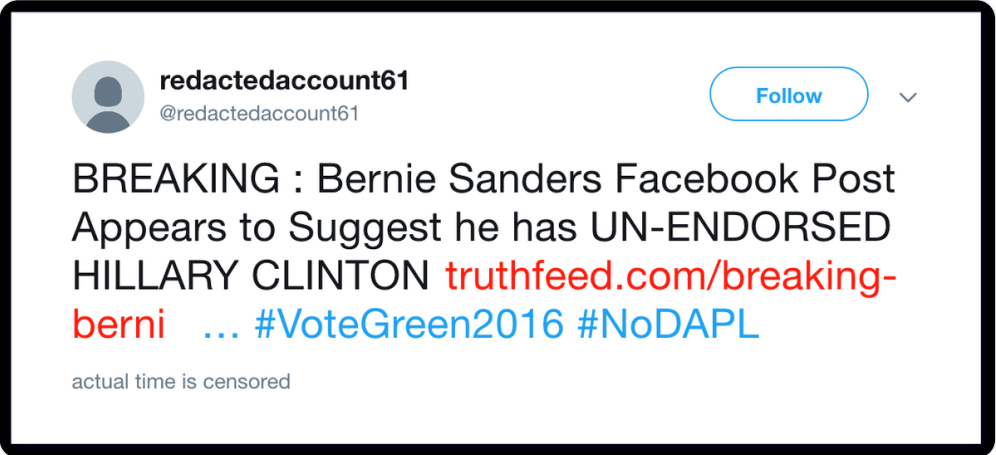 redactedaccount61
@redactedaccount61
Follow
BREAKING : Bernie Sanders Facebook Post
Appears to Suggest he has UN-ENDORSED
HILLARY CLINTON truthfeed.com/breaking-
berni ... #VoteGreen2016 #NoDAPL
actual time is censored